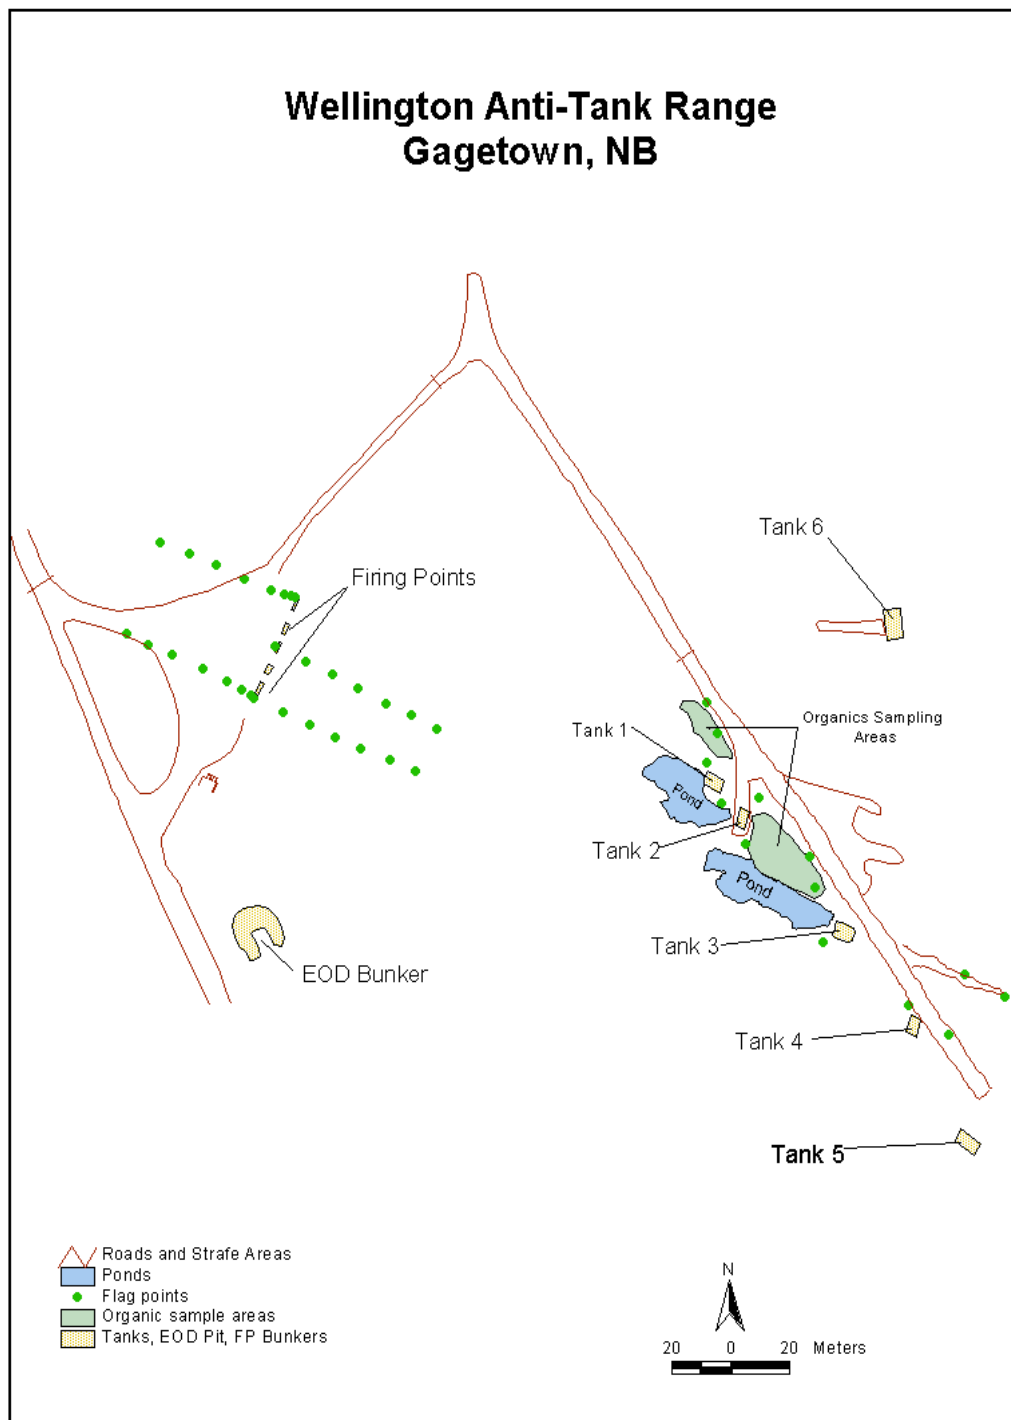 Wellington Anti-Tank Range
Gagetown, NB
Tank 6
Firing Points
Organics Sampling
Areas
Tank 1
Pond
Tank 2
Pond
Tank 3
EOD Bunker
Tank 4
Tank 5
Roads and Strafe Areas
Ponds
Flag points
Organic sample areas
Tanks, EOD Pit, FP Bunkers
N
20 0 20 Meters